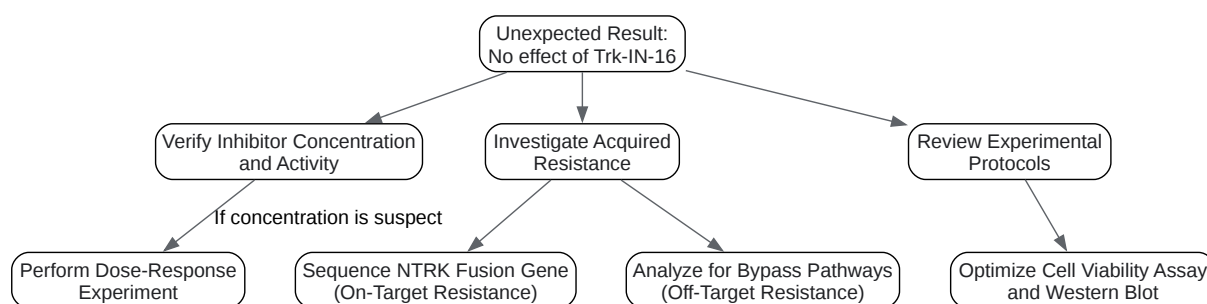 Unexpected Result:
No effect of Trk-IN-16
Verify Inhibitor Concentration
and Activity
Investigate Acquired
Resistance
Review Experimental
Protocols
If concentration is suspect
Perform Dose-Response
Experiment
Sequence NTRK Fusion Gene
(On-Target Resistance)
Analyze for Bypass Pathways
(Off-Target Resistance)
Optimize Cell Viability Assay
and Western Blot